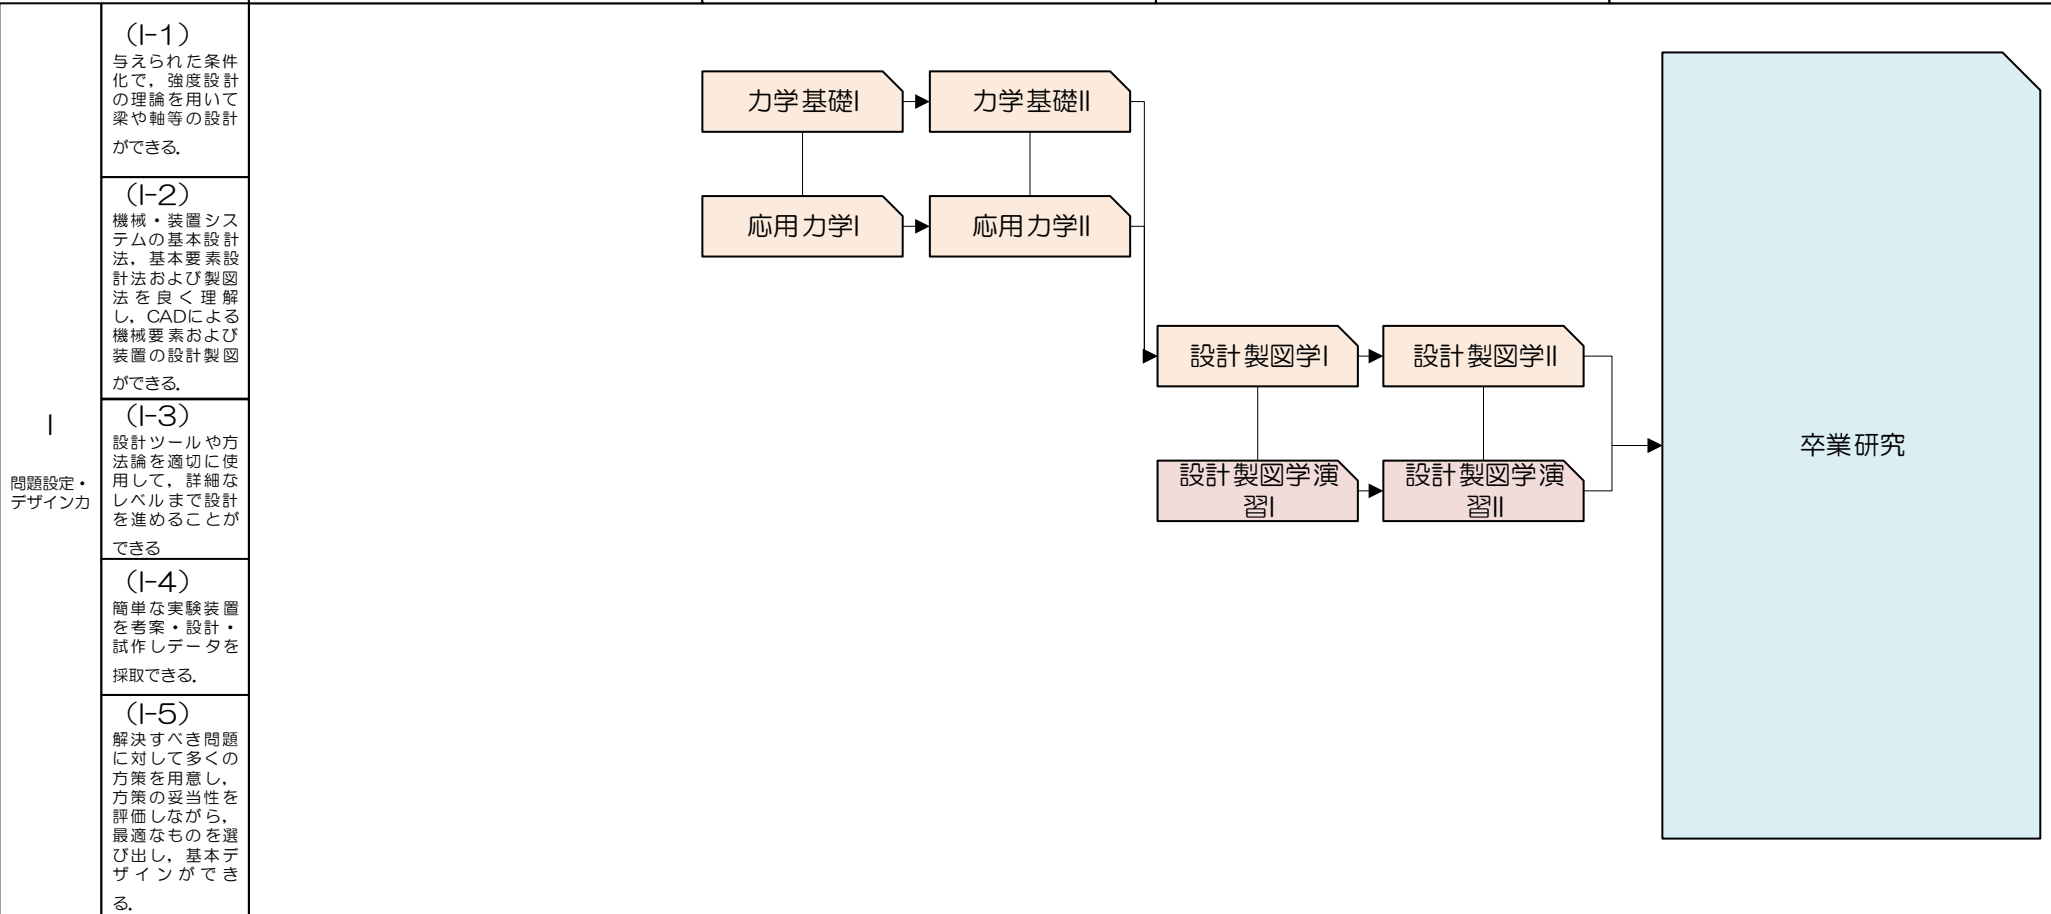 I
問題設定・
デザイン力
(I-1)
与えられた条件
化で，強度設計
の理論を用いて
梁や軸等の設計
ができる．
(I-2)
機械・装置シス
テムの基本設計
法，基本要素設
計法および製図
法を良く理解
し，CADによる
機械要素および
装置の設計製図
ができる．
(I-3)
設計ツールや方
法論を適切に使
用して，詳細な
レベルまで設計
を進めることが
できる
(I-4)
簡単な実験装置
を考案・設計・
試作しデータを
採取できる．
(I-5)
解決すべき問題
に対して多くの
方策を用意し，
方策の妥当性を
評価しながら，
最適なものを選
び出し，基本デ
ザインができ
る．
力学基礎I
力学基礎II
応用力学I
応用力学II
設計製図学I
設計製図学II
設計製図学演
習I
設計製図学演
習II
卒業研究